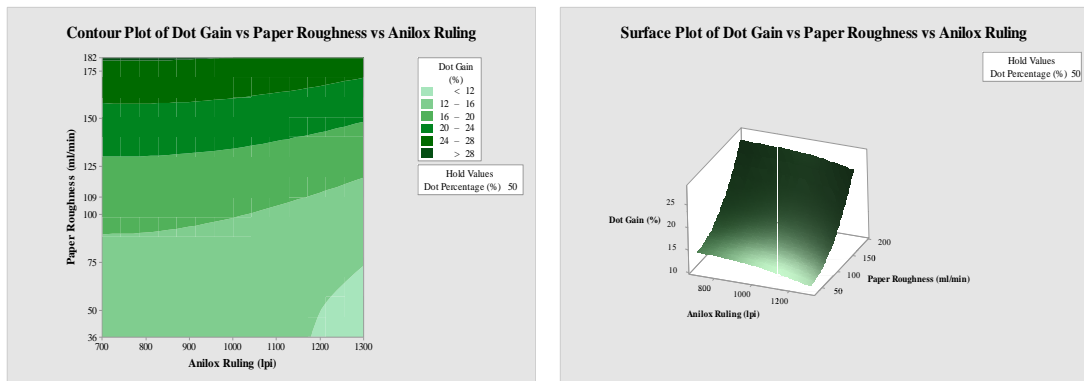 Contour Plot of Dot Gain vs Paper Roughness vs Anilox Ruling
182
175
150
125
109
100
75
50
36
Paper Roughness (ml/min)
700 800 900 1000 1100 1200 1300
Anilox Ruling (lpi)
Dot Gain
(%)
< 12
12 – 16
16 – 20
20 – 24
24 – 28
> 28
Hold Values
Dot Percentage (%) 50
Surface Plot of Dot Gain vs Paper Roughness vs Anilox Ruling
Hold Values
Dot Percentage (%) 50
Dot Gain (%)
25
20
15
10
800 1000 1200
Anilox Ruling (lpi)
200
150
100
50
Paper Roughness (ml/min)